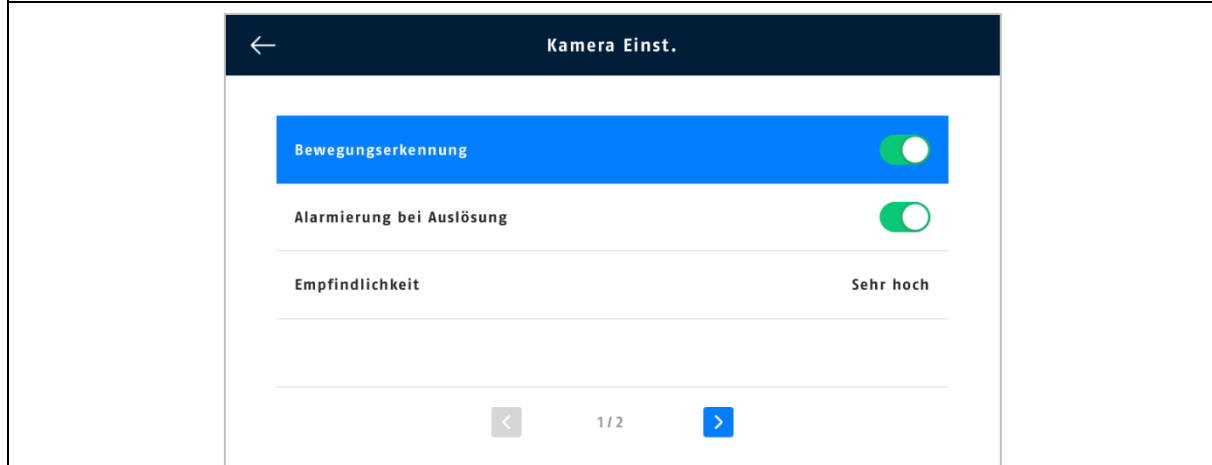 Kamera Einst.
Bewegungserkennung
Alarmierung bei Auslösung
Empfindlichkeit Sehr hoch
1/2